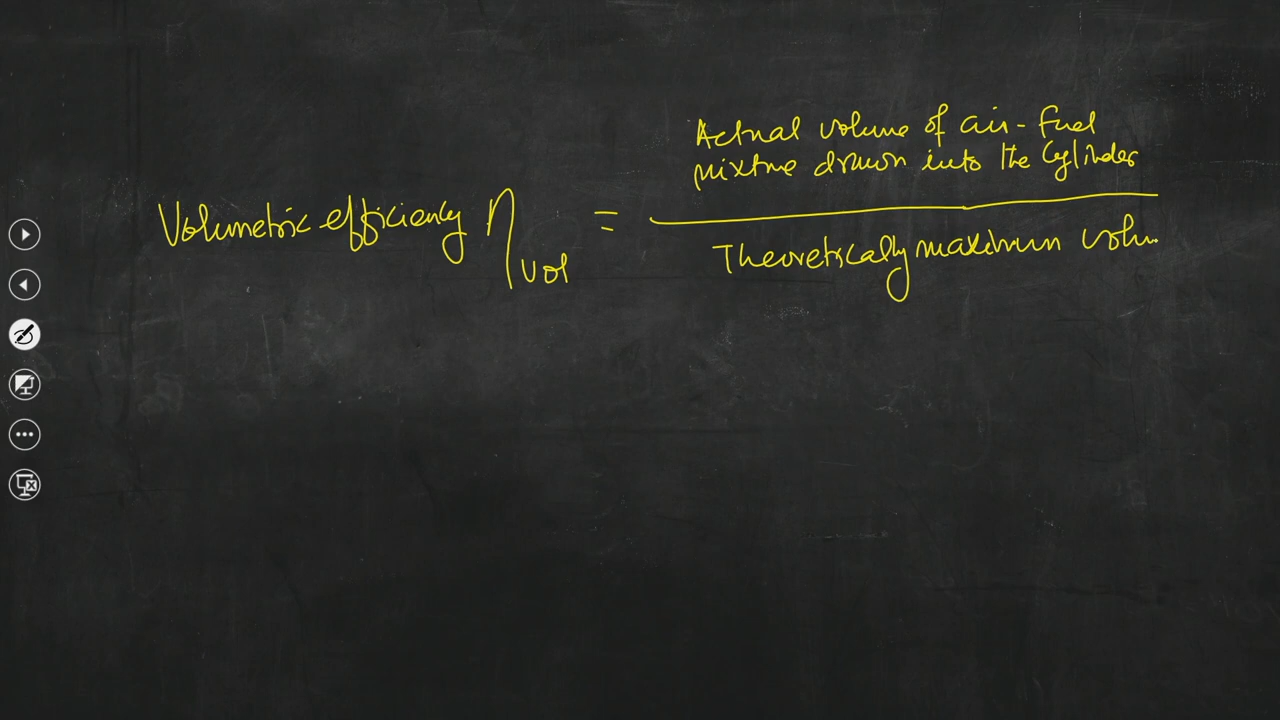 Actual volume of air-fuel
mixture drawn into the Cylinder
Volumetric efficiency η vol =
Theoretically maximum volu